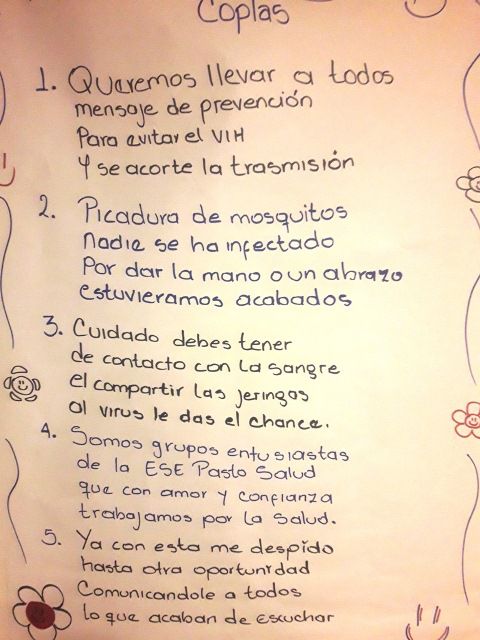 Coplas
1. Queremos llevar a todos
mensaje de prevención
Para evitar el VIH
Y se acorte la trasmisión
2. Picadura de mosquitos
Nadie se ha infectado
Por dar la mano o un abrazo
estuvieramos acabados
3. Cuidado debes tener
de contacto con la sangre
el compartir las jeringas
al virus le das el chance.
4. Somos grupos entusiastas
de la ESE Pasto Salud
que con amor y confianza
trabajamos por la salud.
5. Ya con esta me despido
hasta otra oportunidad
Comunicandole a todos
lo que acaban de escuchar